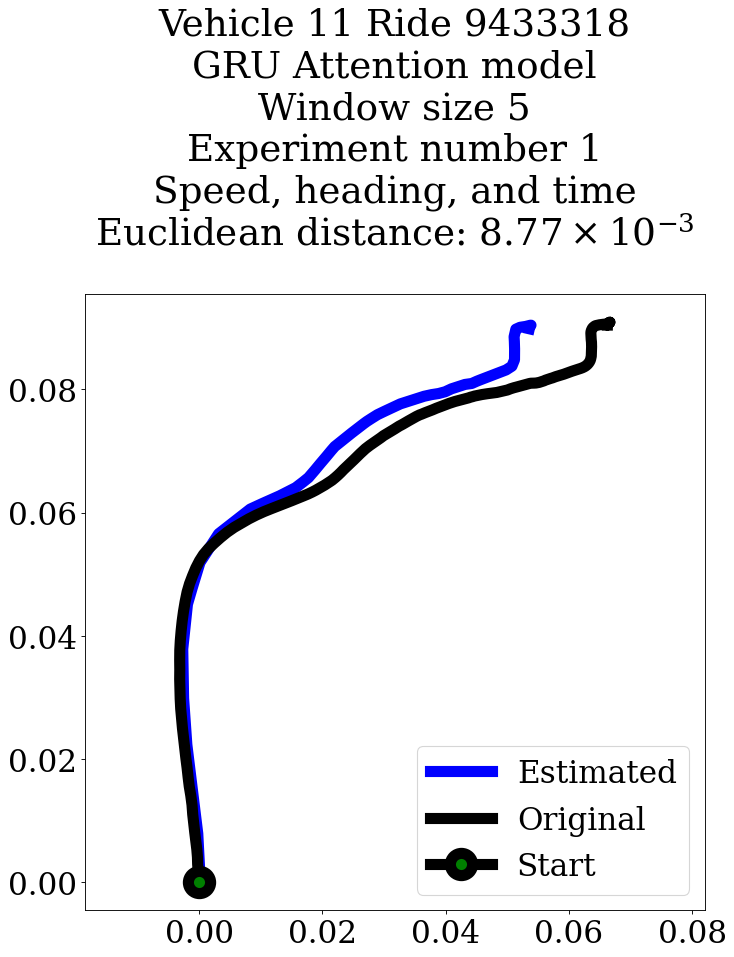 Vehicle 11 Ride 9433318
GRU Attention model
Window size 5
Experiment number 1
Speed, heading, and time
Euclidean distance: 8.77 × 10⁻³
0.08
0.06
0.04
0.02
0.00
Estimated
Original
Start
0.00 0.02 0.04 0.06 0.08